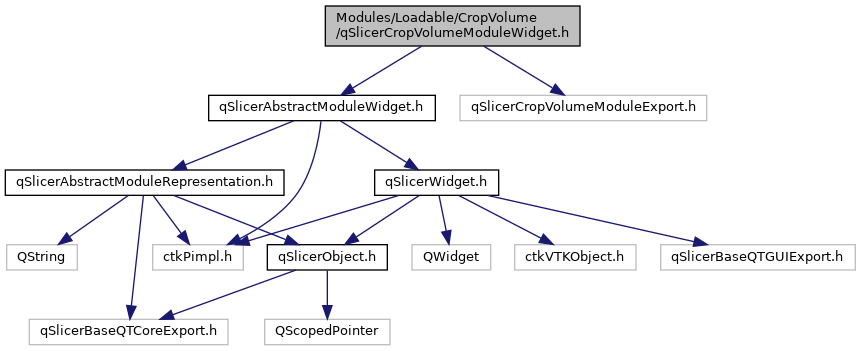 Modules/Loadable/CropVolume
/qSlicerCropVolumeModuleWidget.h
qSlicerAbstractModuleWidget.h
qSlicerCropVolumeModuleExport.h
qSlicerAbstractModuleRepresentation.h
qSlicerWidget.h
QString
ctkPimpl.h
qSlicerObject.h
QWidget
ctkVTKObject.h
qSlicerBaseQTGUIExport.h
qSlicerBaseQTCoreExport.h
QScopedPointer